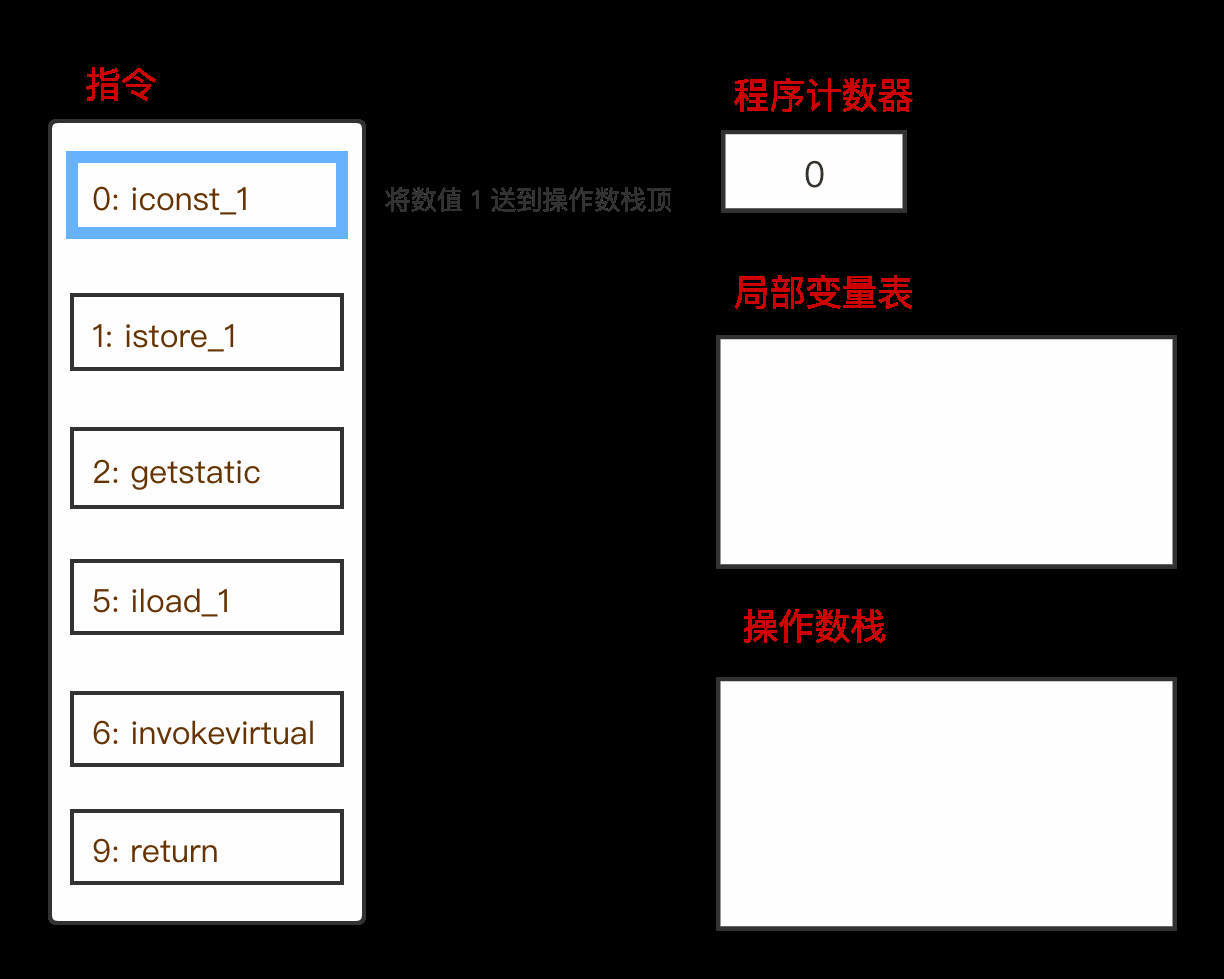 指令
0: iconst_1
将数值 1 送到操作数栈顶
1: istore_1
2: getstatic
5: iload_1
6: invokevirtual
9: return
程序计数器
0
局部变量表
操作数栈